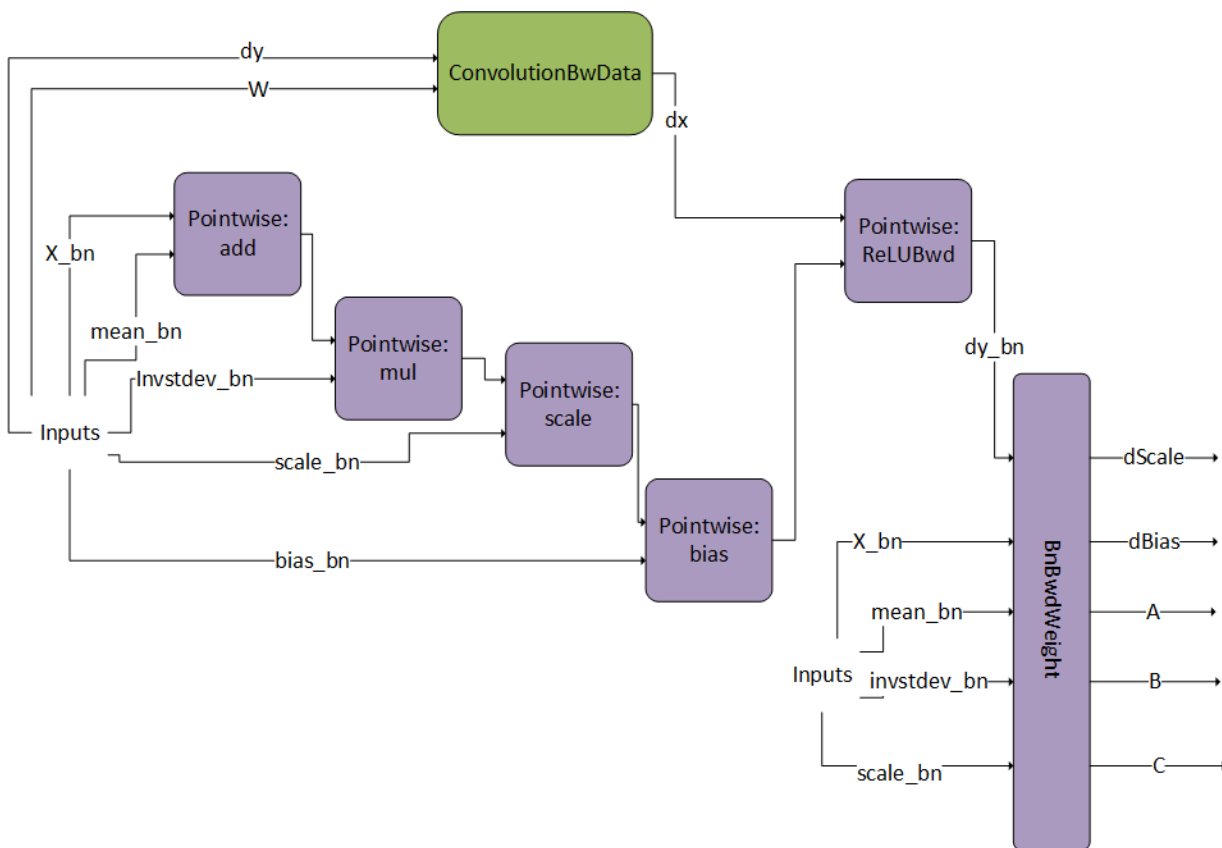 dy
ConvolutionBwData
W
dx
Pointwise:
add
X_bn
Pointwise:
ReLUBwd
mean_bn
Pointwise:
mul
dy_bn
Invstdev_bn
Pointwise:
scale
Inputs
scale_bn
dScale
Pointwise:
bias
bias_bn
X_bn
dBias
BnBwdWeight
mean_bn
A
Inputs
invstdev_bn
B
scale_bn
C